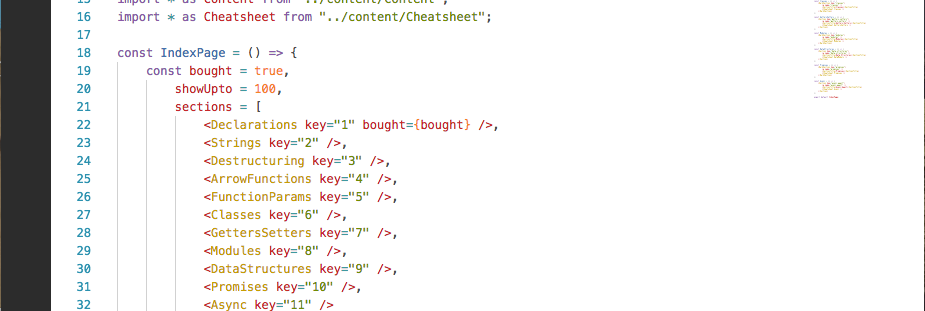 15 import * as Content from "../content/Content";
16 import * as Cheatsheet from "../content/Cheatsheet";
17
18 const IndexPage = () => {
19 const bought = true,
20 showUpto = 100,
21 sections = [
22 <Declarations key="1" bought={bought} />,
23 <Strings key="2" />,
24 <Destructuring key="3" />,
25 <ArrowFunctions key="4" />,
26 <FunctionParams key="5" />,
27 <Classes key="6" />,
28 <GettersSetters key="7" />,
29 <Modules key="8" />,
30 <DataStructures key="9" />,
31 <Promises key="10" />,
32 <Async key="11" />